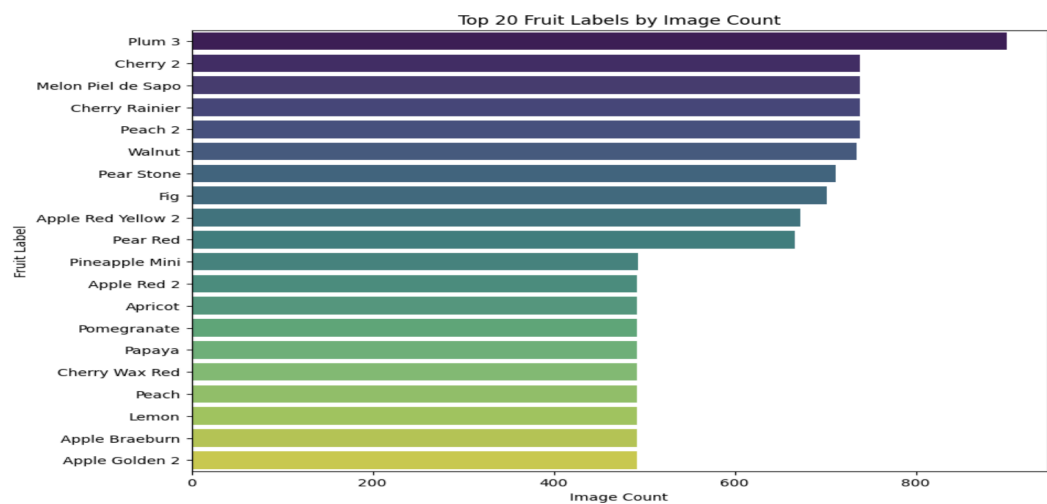 Top 20 Fruit Labels by Image Count
Fruit Label
Plum 3
Cherry 2
Melon Piel de Sapo
Cherry Rainier
Peach 2
Walnut
Pear Stone
Fig
Apple Red Yellow 2
Pear Red
Pineapple Mini
Apple Red 2
Apricot
Pomegranate
Papaya
Cherry Wax Red
Peach
Lemon
Apple Braeburn
Apple Golden 2
0 200 400 600 800
Image Count